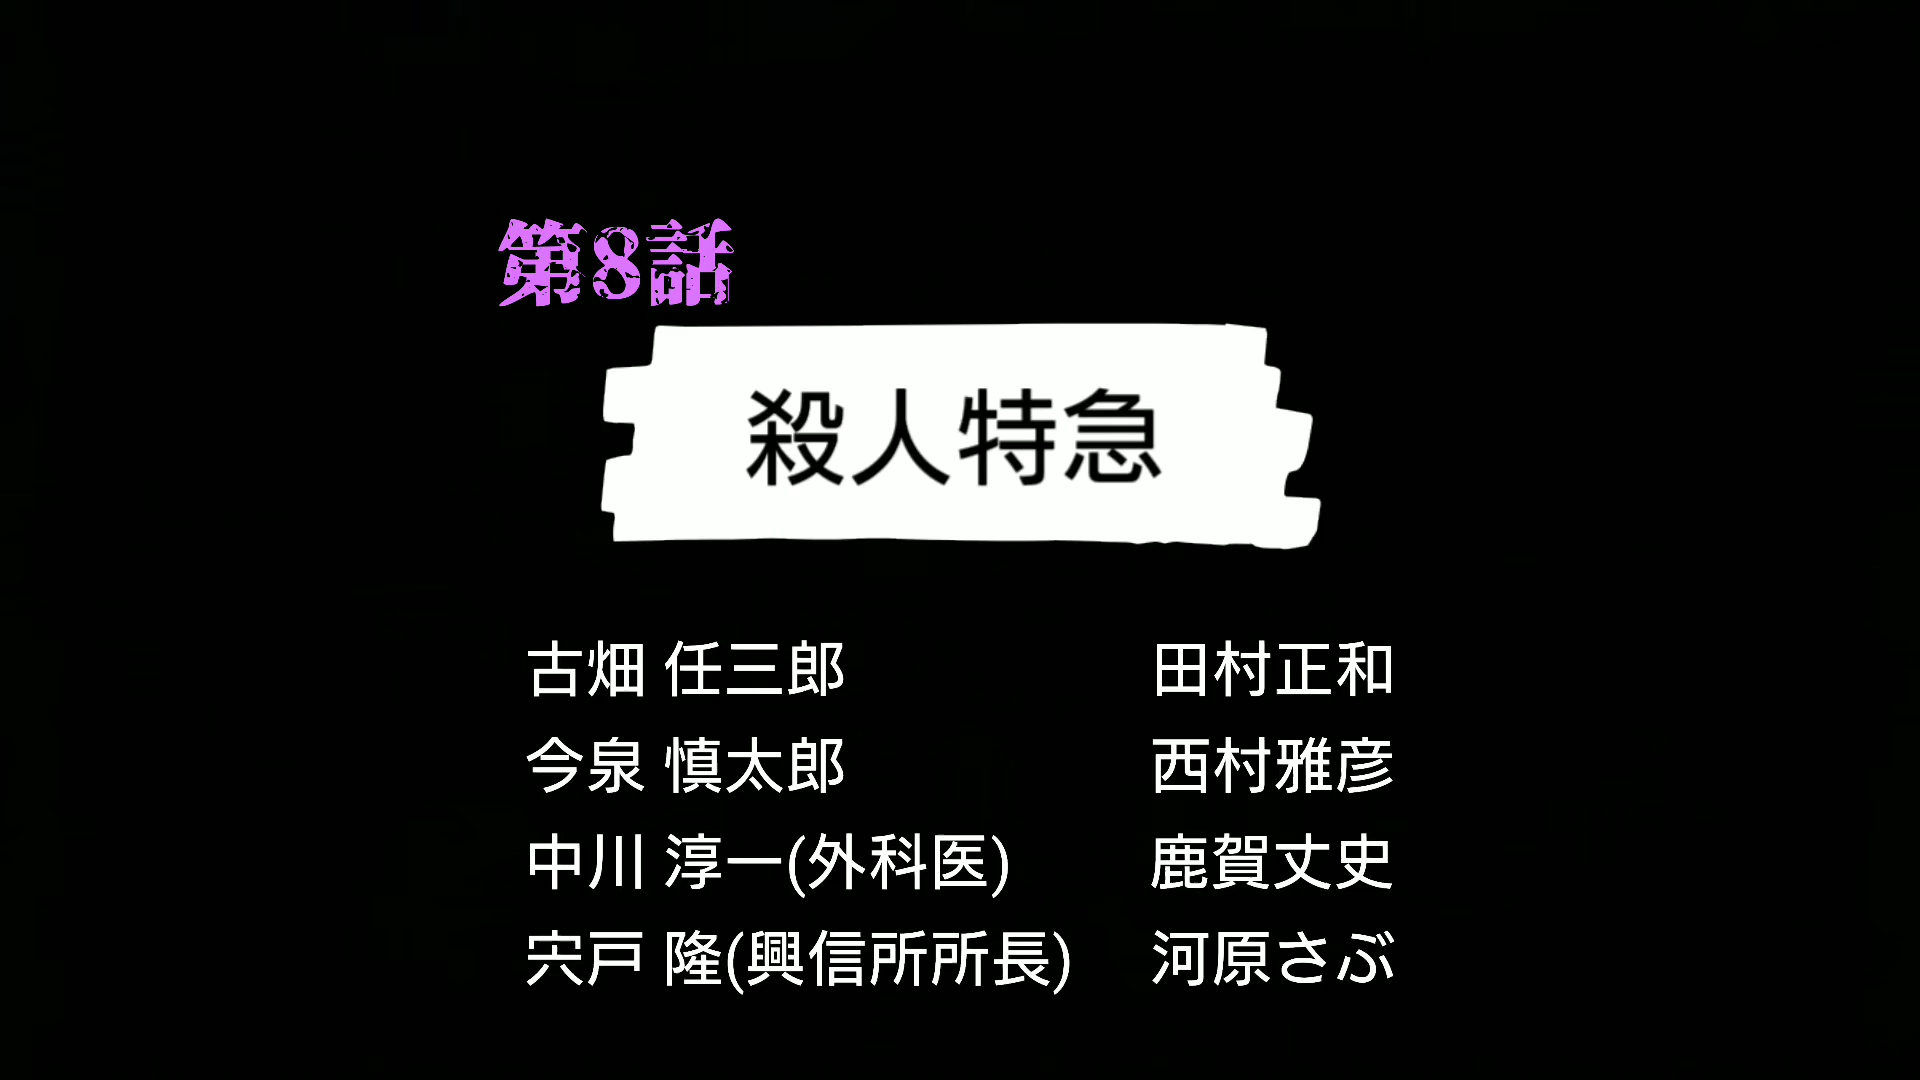 第8話
殺人特急
古畑 任三郎 田村正和
今泉 慎太郎 西村雅彦
中川 淳一(外科医) 鹿賀丈史
宍戸 隆(興信所所長) 河原さぶ